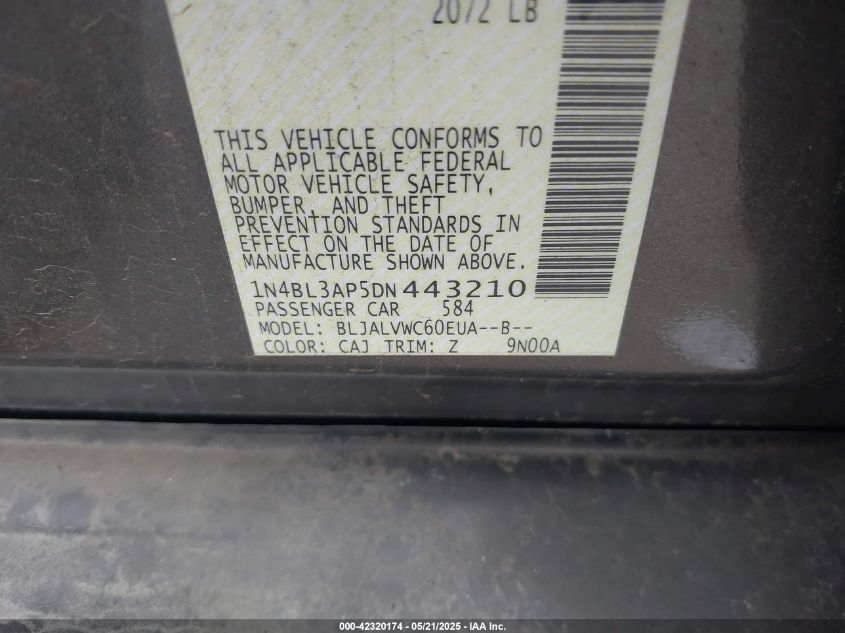 2072 LB
THIS VEHICLE CONFORMS TO
ALL APPLICABLE FEDERAL
MOTOR VEHICLE SAFETY,
BUMPER, AND THEFT
PREVENTION STANDARDS IN
EFFECT ON THE DATE OF
MANUFACTURE SHOWN ABOVE.
1N4BL3AP5DN443210
PASSENGER CAR 584
MODEL: BLJALVWC60EUA--B--
COLOR: CAJ TRIM: Z 9N00A
000-42320174 — 05/21/2025 — IAA Inc.